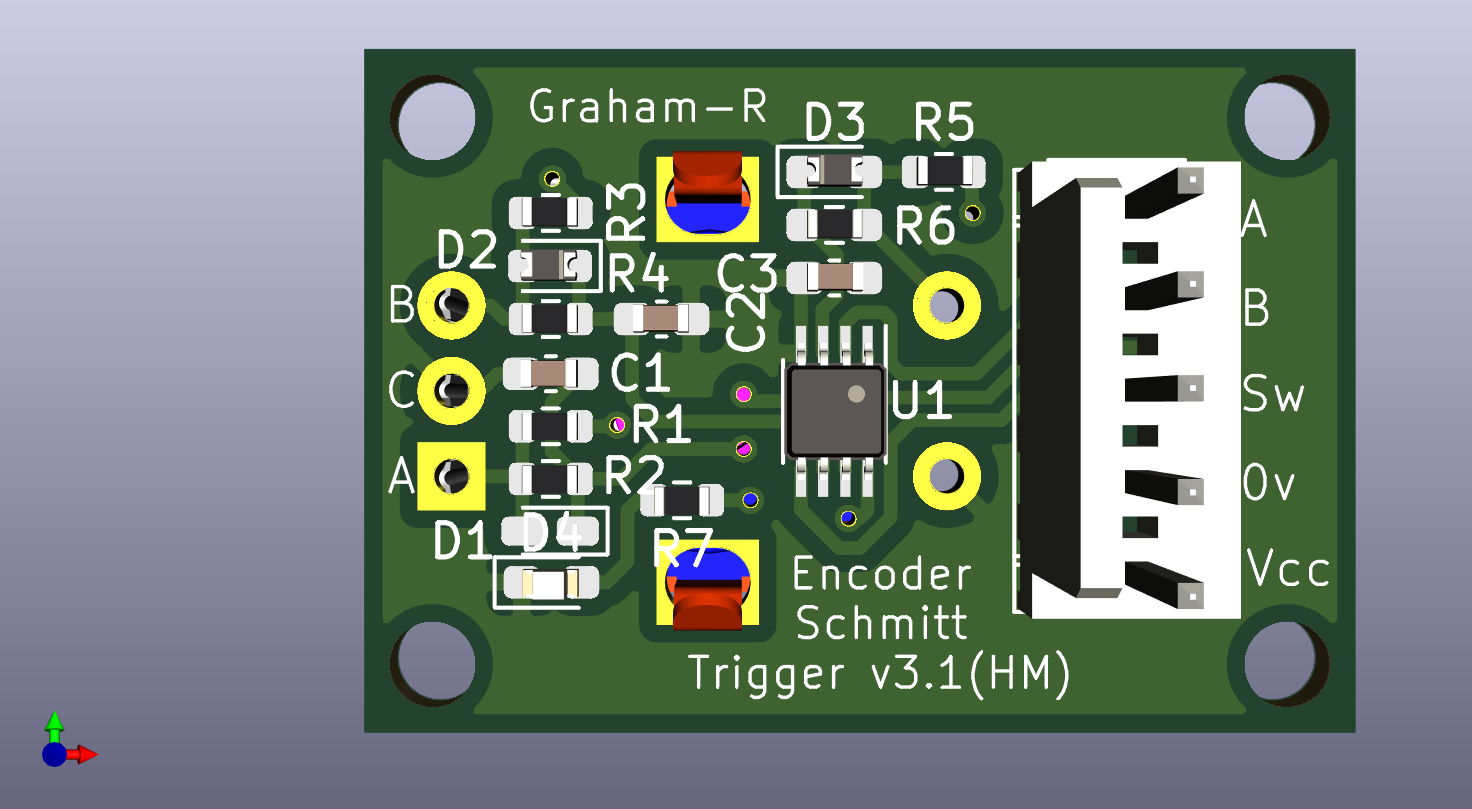 Graham-R
D3
R5
R3
R6
A
D2
R4
C3
B
C2
B
C1
C
Sw
U1
R1
A
R2
0v
D1
D4
R7
Vcc
Encoder
Schmitt
Trigger v3.1(HM)